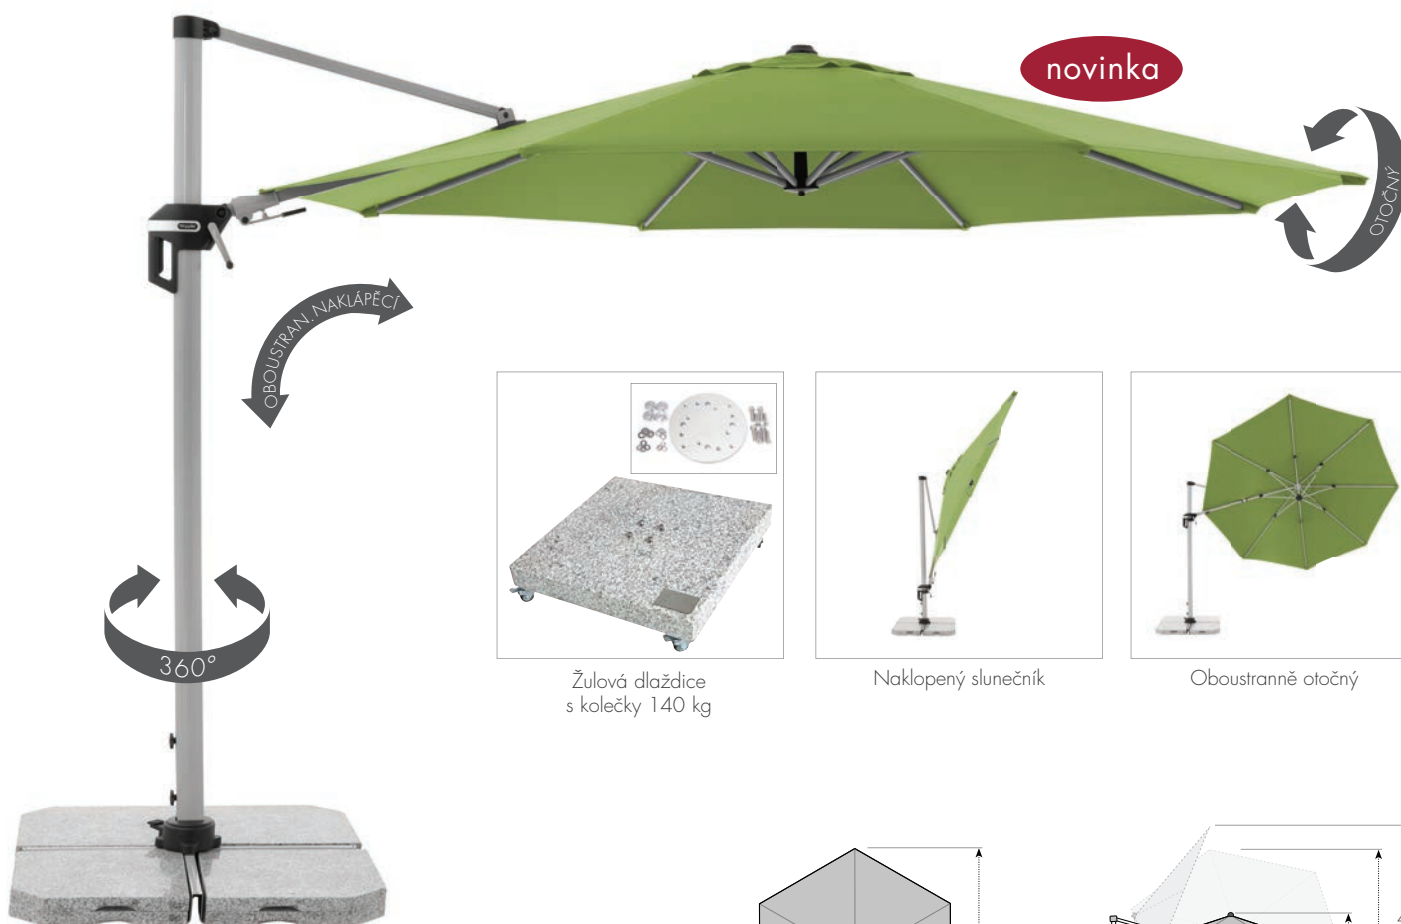 novinka
OTOČNÝ
OBOUSTRAN. NAKLÁPĚCÍ
360°
Žulová dlaždice
s kolečky 140 kg
Naklopený slunečník
Oboustranně otočný